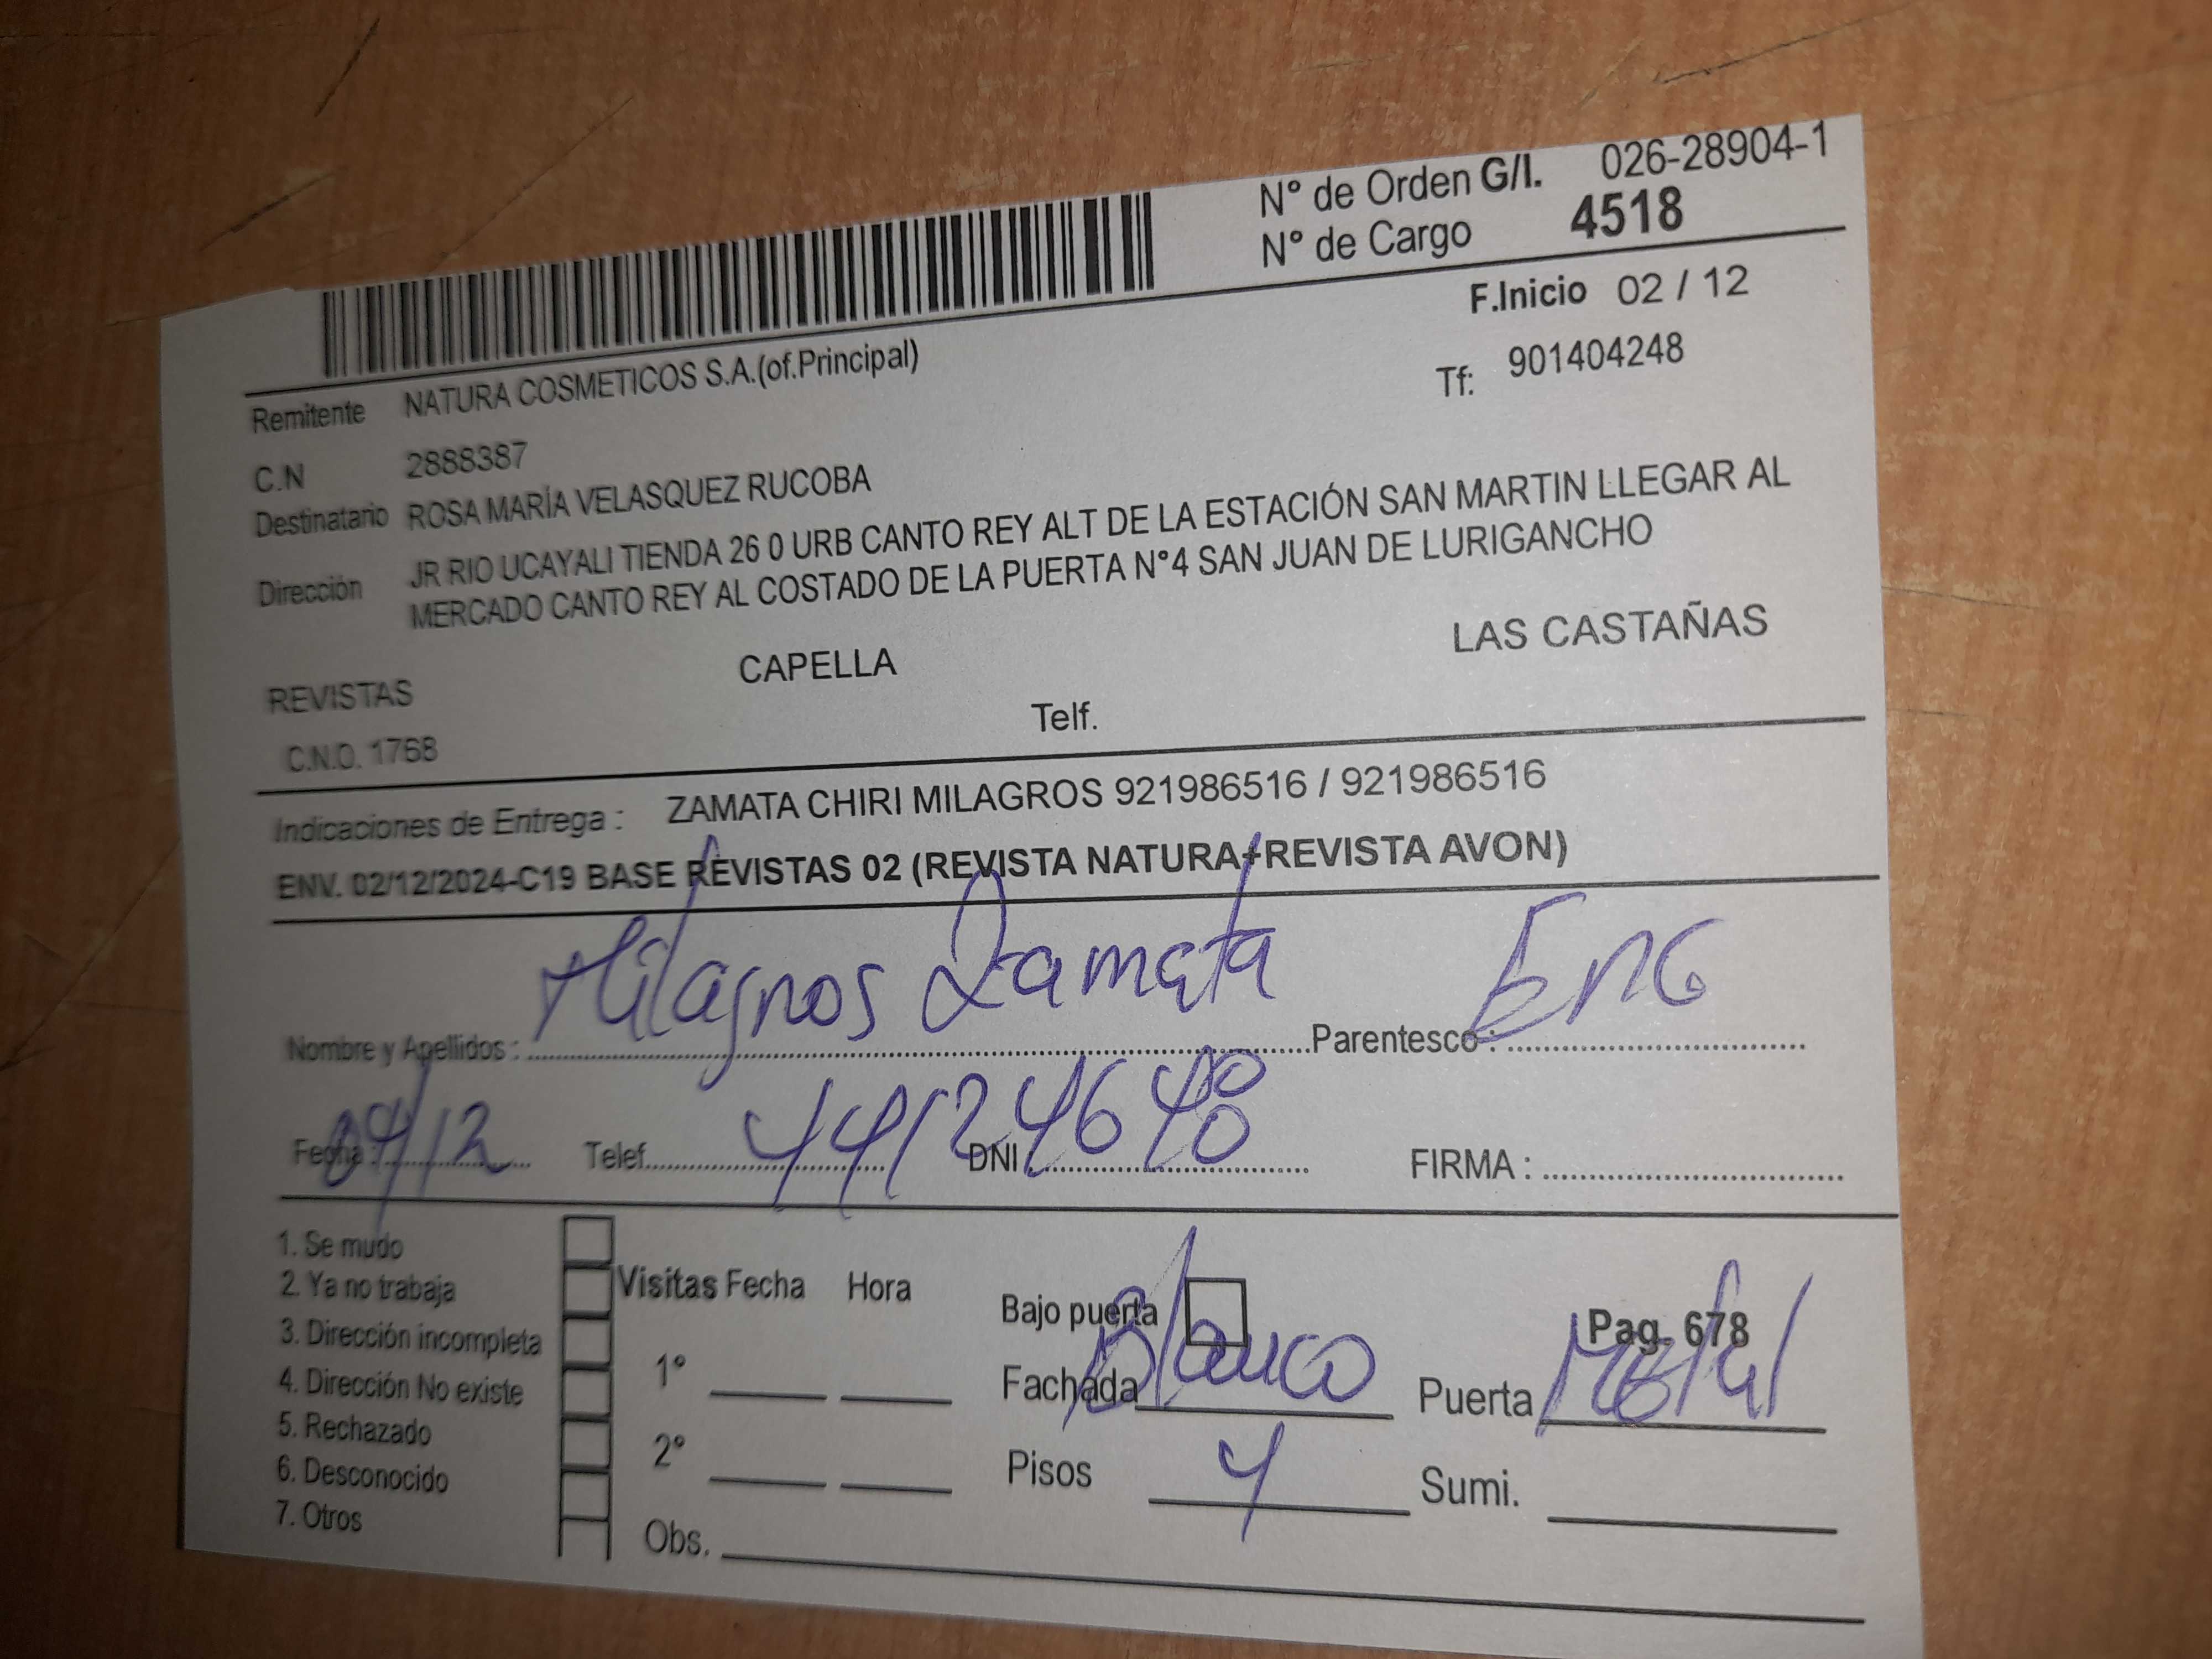 N° de Orden G/I. 026-28904-1
N° de Cargo 4518
F.Inicio 02 / 12
Remitente NATURA COSMETICOS S.A.(of.Principal)
Tf: 901404248
C.N 2888387
Destinatario ROSA MARÍA VELASQUEZ RUCOBA
Dirección JR RIO UCAYALI TIENDA 26 0 URB CANTO REY ALT DE LA ESTACIÓN SAN MARTIN LLEGAR AL
MERCADO CANTO REY AL COSTADO DE LA PUERTA N°4 SAN JUAN DE LURIGANCHO
REVISTAS CAPELLA LAS CASTAÑAS
C.N.O. 1768 Telf.
Indicaciones de Entrega : ZAMATA CHIRI MILAGROS 921986516 / 921986516
ENV. 02/12/2024-C19 BASE REVISTAS 02 (REVISTA NATURA+REVISTA AVON)
Nombre y Apellidos : Milagros Zamata Parentesco : Enc
Fecha : 04/12 Telef. DNI : FIRMA :
1. Se mudo
2. Ya no trabaja
3. Dirección incompleta
4. Dirección No existe
5. Rechazado
6. Desconocido
7. Otros
Visitas Fecha Hora
1°
2°
Obs.
Bajo puerta Pag. 678
Fachada Blanco Puerta Metal
Pisos 4 Sumi.